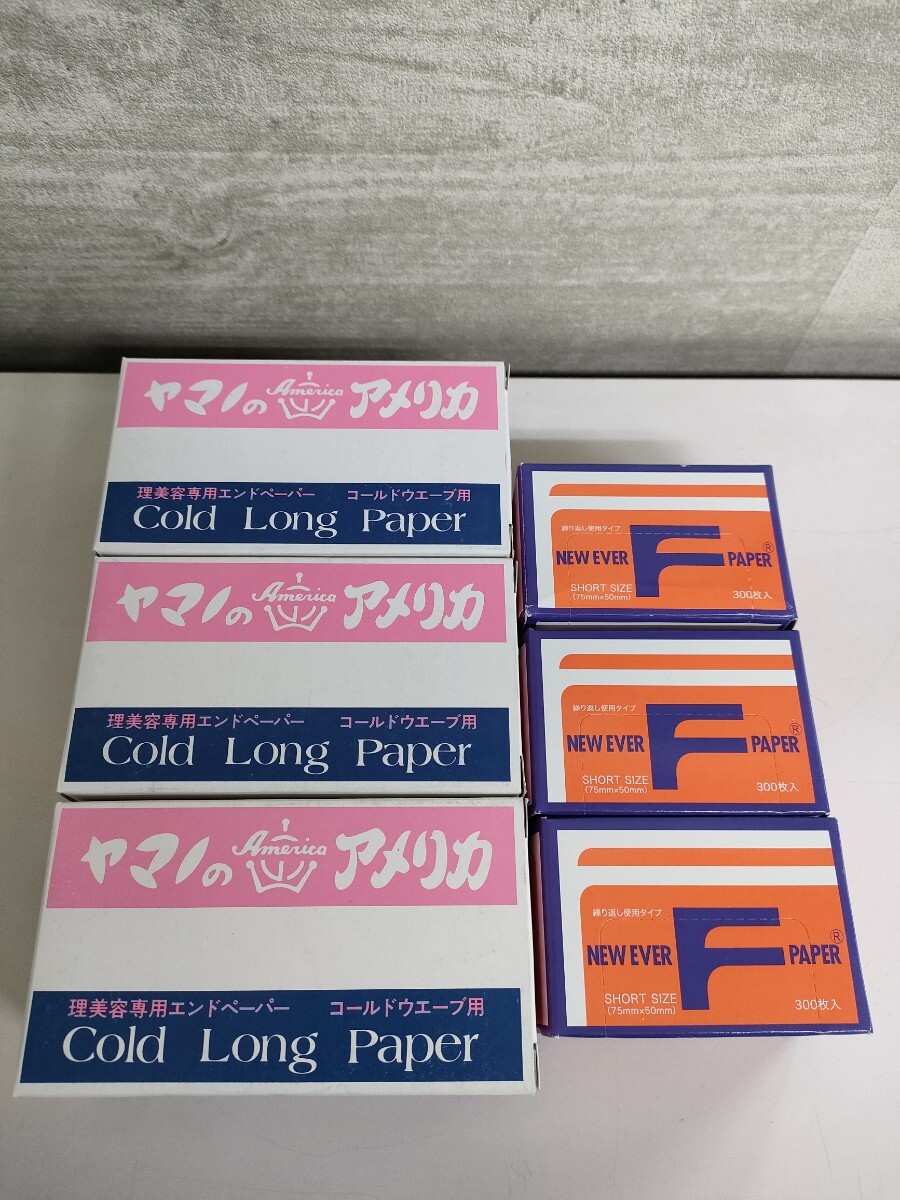 ヤマノの America アメリカ
理美容専用エンドペーパー コールドウエーブ用
Cold Long Paper
ヤマノの America アメリカ
理美容専用エンドペーパー コールドウエーブ用
Cold Long Paper
ヤマノの America アメリカ
理美容専用エンドペーパー コールドウエーブ用
Cold Long Paper
繰り返し使用タイプ
NEW EVER F PAPER®
SHORT SIZE
(75mm×50mm)
300枚入
繰り返し使用タイプ
NEW EVER F PAPER®
SHORT SIZE
(75mm×50mm)
300枚入
繰り返し使用タイプ
NEW EVER F PAPER®
SHORT SIZE
(75mm×50mm)
300枚入